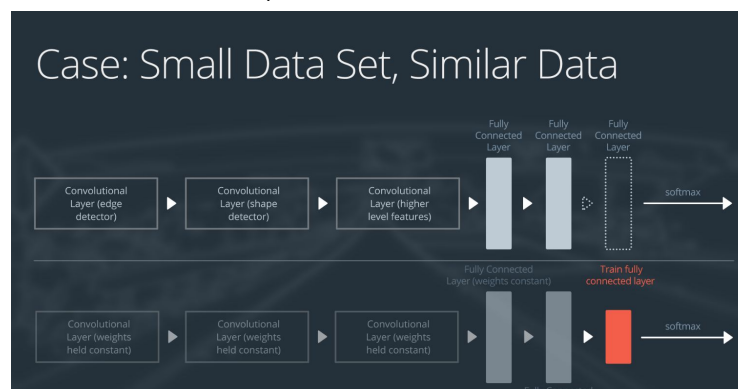 Case: Small Data Set, Similar Data
Fully
Connected
Layer
Fully
Connected
Layer
Fully
Connected
Layer
Convolutional
Layer (edge
detector)
Convolutional
Layer (shape
detector)
Convolutional
Layer (higher
level features)
softmax
Fully Connected
Layer (weights constant)
Train fully
connected layer
Convolutional
Layer (weights
held constant)
Convolutional
Layer (weights
held constant)
Convolutional
Layer (weights
held constant)
softmax